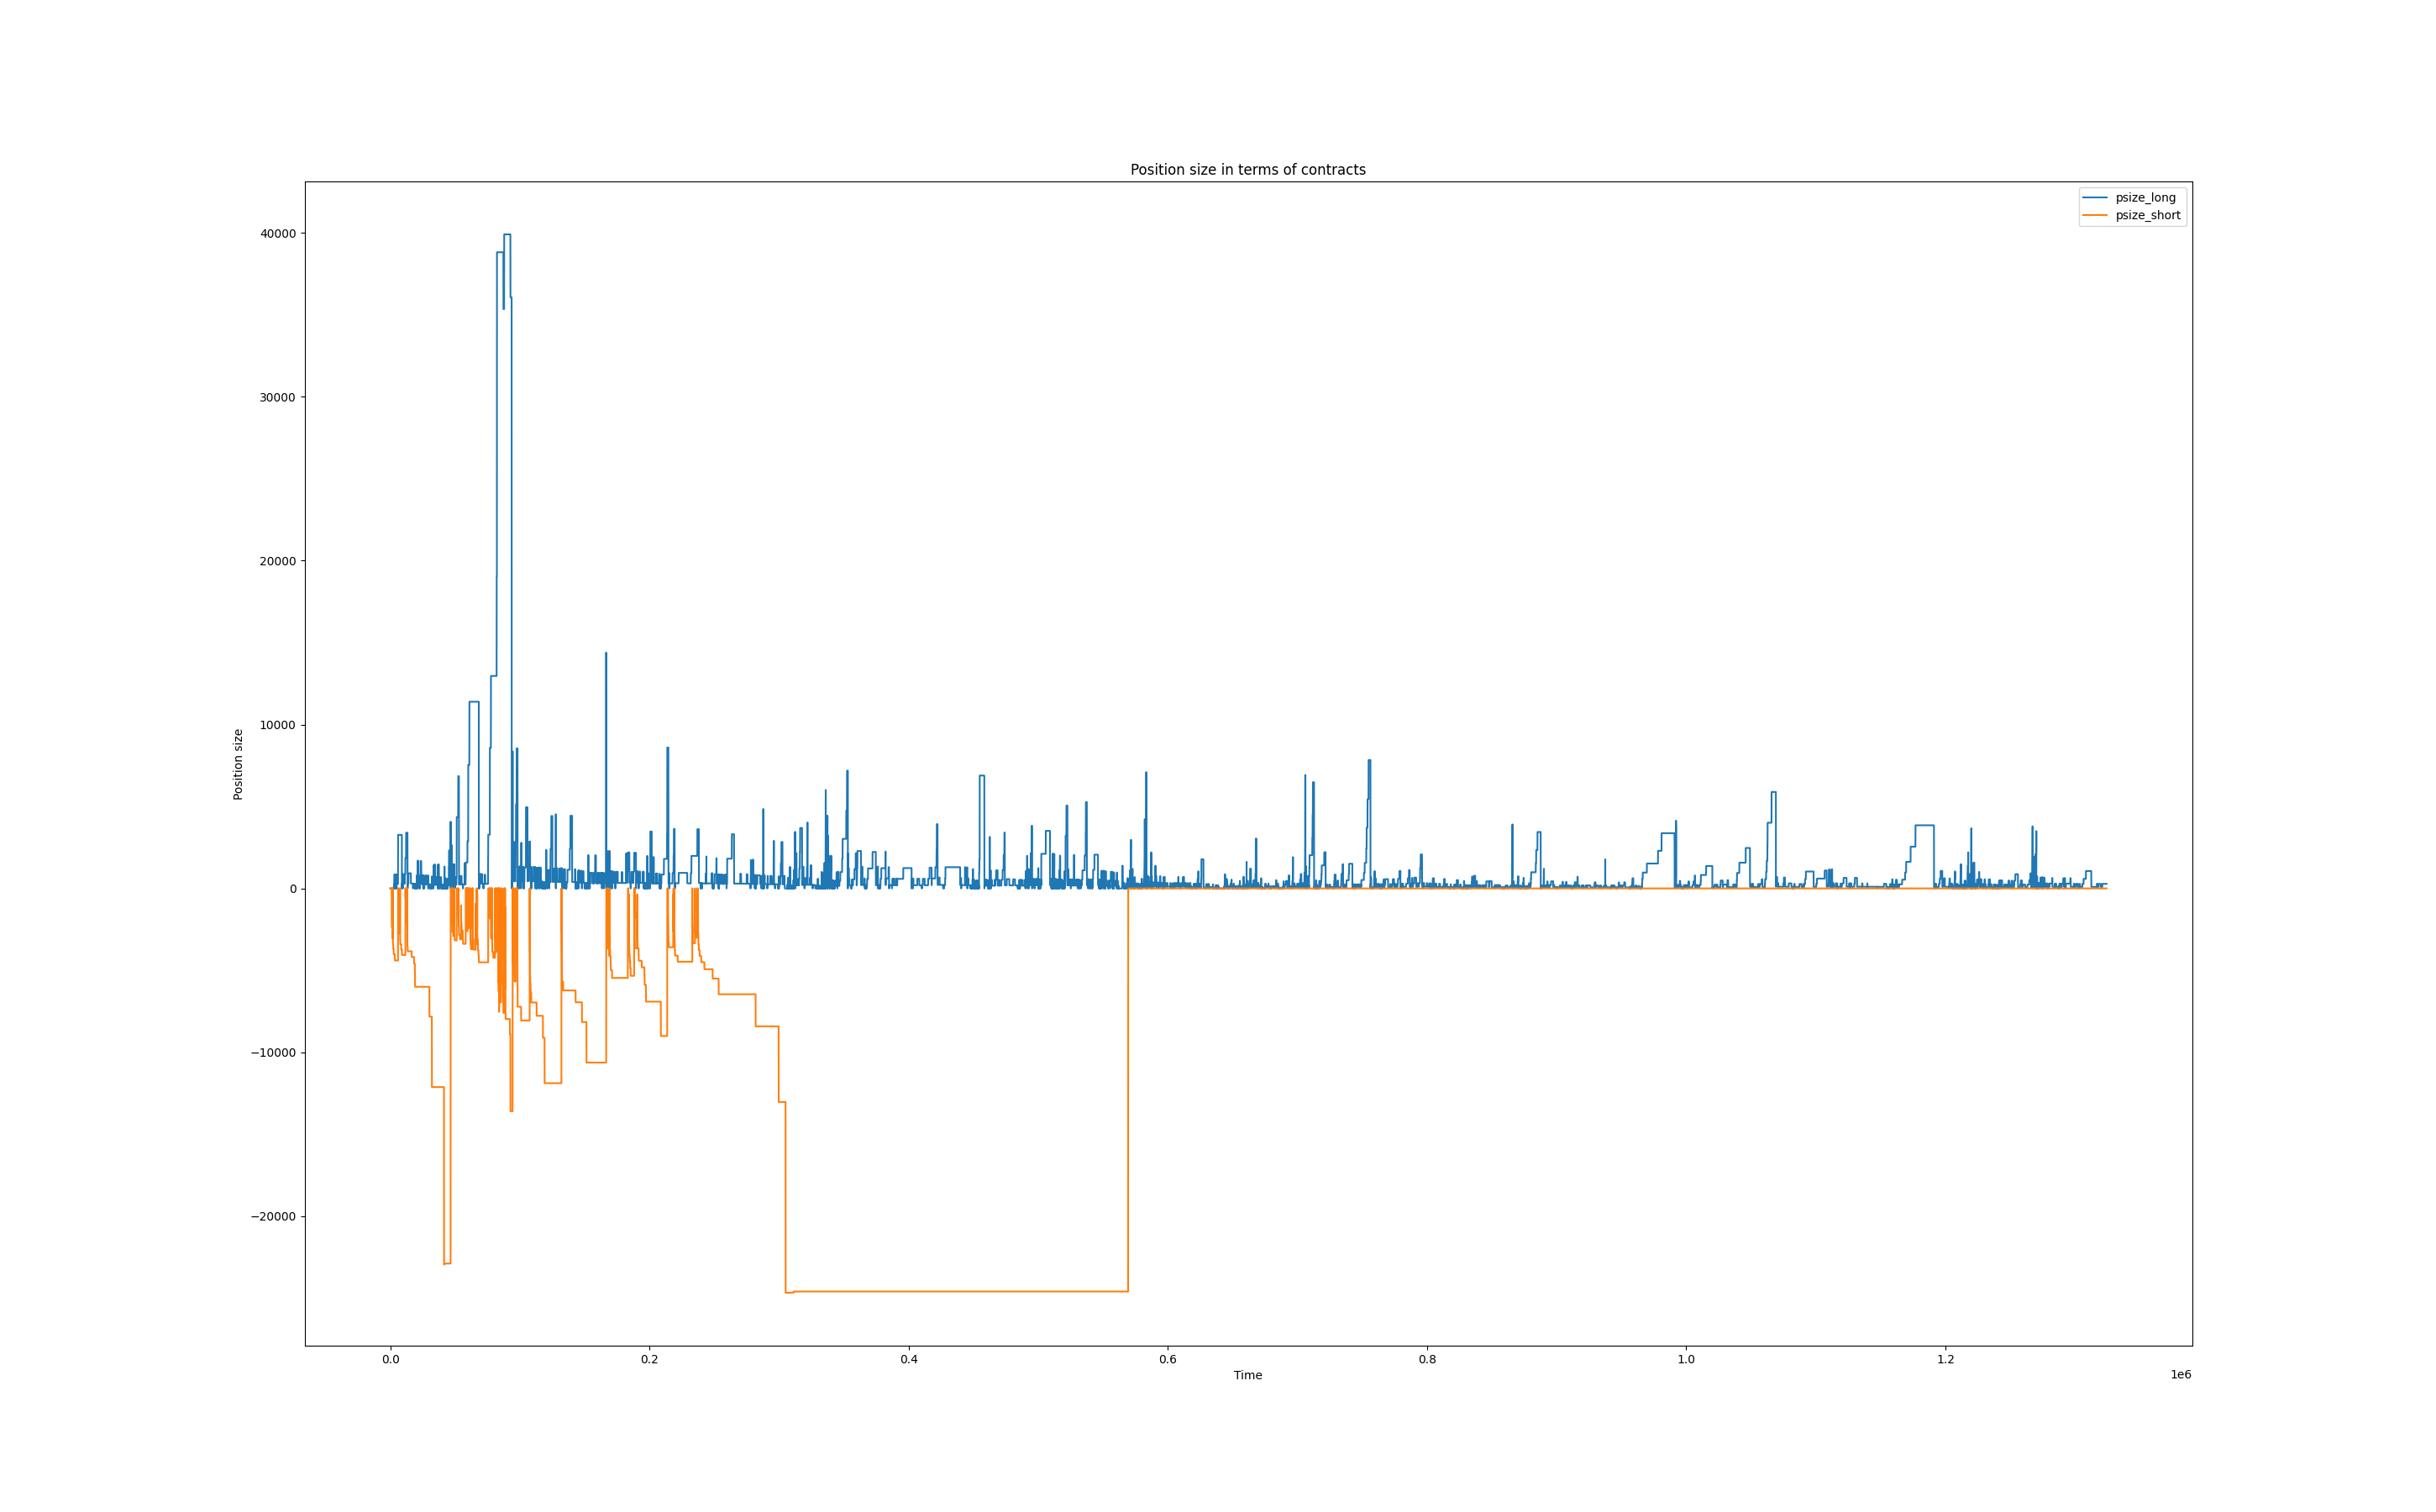 Position size in terms of contracts
psize_long
psize_short
40000
30000
20000
10000
0
−10000
−20000
Position size
0.0 0.2 0.4 0.6 0.8 1.0 1.2
Time
1e6